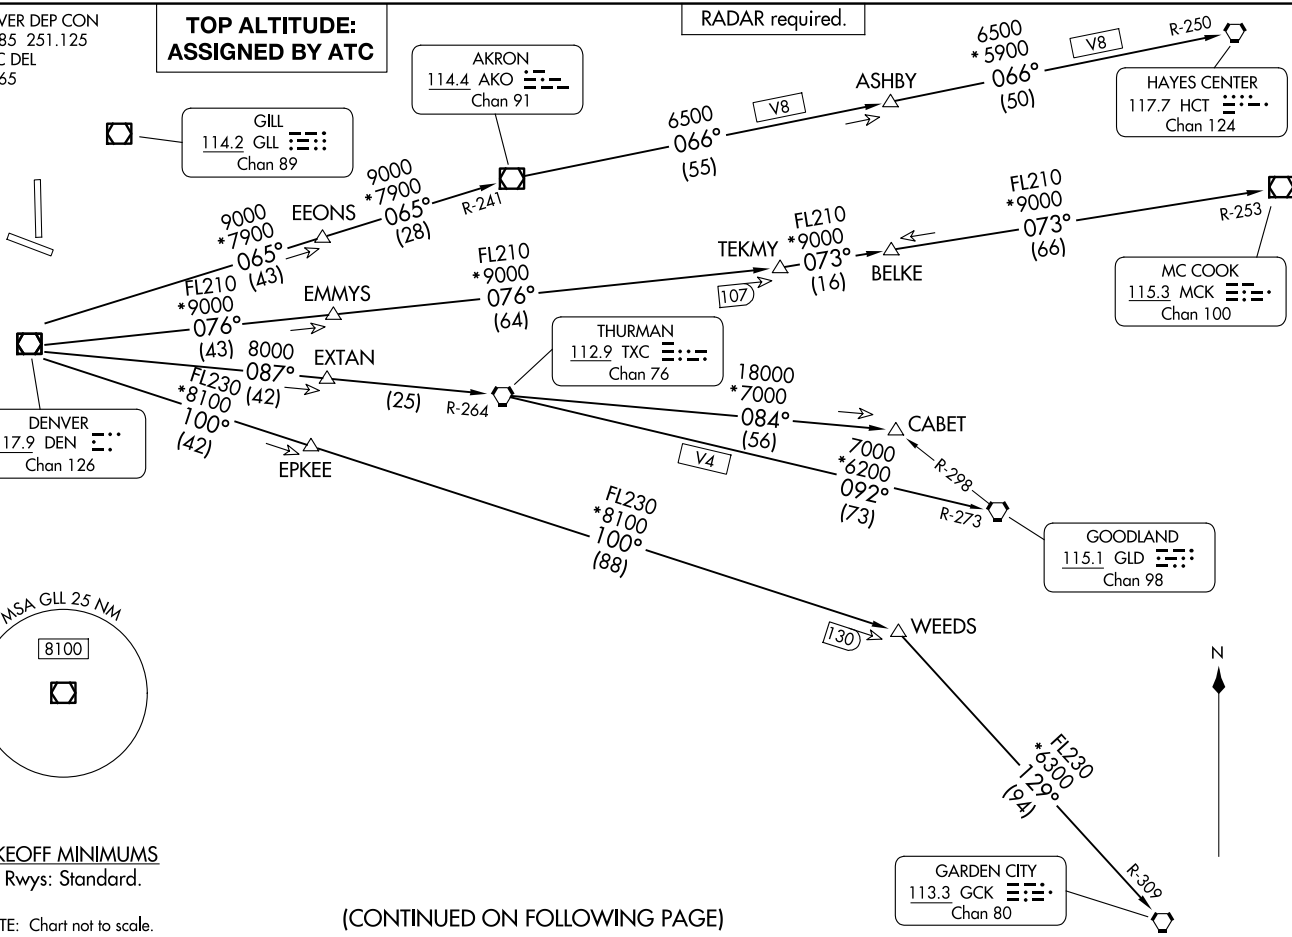 VER DEP CON
85 251.125
C DEL
65
TOP ALTITUDE:
ASSIGNED BY ATC
RADAR required.
AKRON
114.4 AKO
Chan 91
GILL
114.2 GLL
Chan 89
6500
*5900
066°
(50)
V8
R-250
HAYES CENTER
117.7 HCT
Chan 124
ASHBY
6500
066°
(55)
V8
9000
*7900
065°
(28)
R-241
EEONS
9000
*7900
065°
(43)
FL210
*9000
073°
(66)
R-253
MC COOK
115.3 MCK
Chan 100
BELKE
FL210
*9000
073°
(16)
TEKMY
107
FL210
*9000
076°
(64)
EMMYS
FL210
*9000
076°
(43)
THURMAN
112.9 TXC
Chan 76
8000
087°
(42)
EXTAN
(25)
R-264
DENVER
17.9 DEN
Chan 126
FL230
*8100
100°
(42)
EPKEE
18000
*7000
084°
(56)
CABET
V4
7000
*6200
092°
(73)
R-298
R-273
GOODLAND
115.1 GLD
Chan 98
FL230
*8100
100°
(88)
130
WEEDS
MSA GLL 25 NM
8100
N
FL230
*6300
129°
(94)
R-309
GARDEN CITY
113.3 GCK
Chan 80
KEOFF MINIMUMS
Rwys: Standard.
TE: Chart not to scale.
(CONTINUED ON FOLLOWING PAGE)